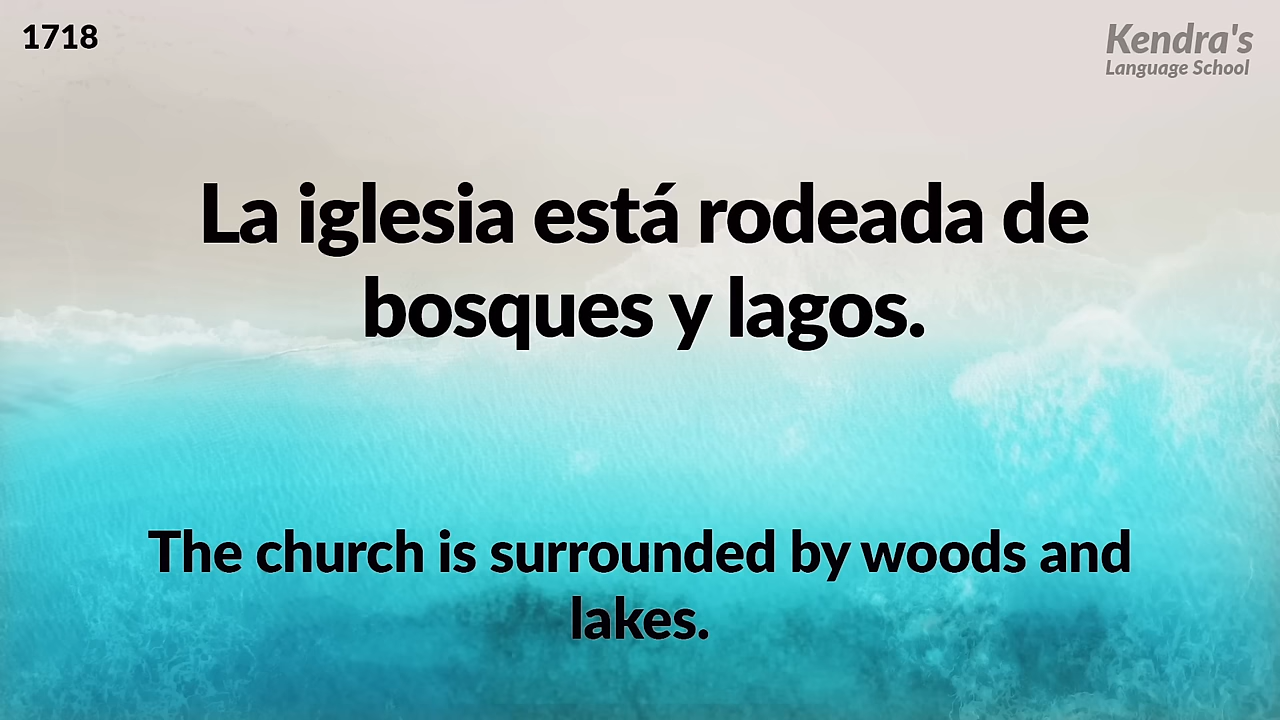 1718
Kendra's
Language School
La iglesia está rodeada de
bosques y lagos.
The church is surrounded by woods and
lakes.